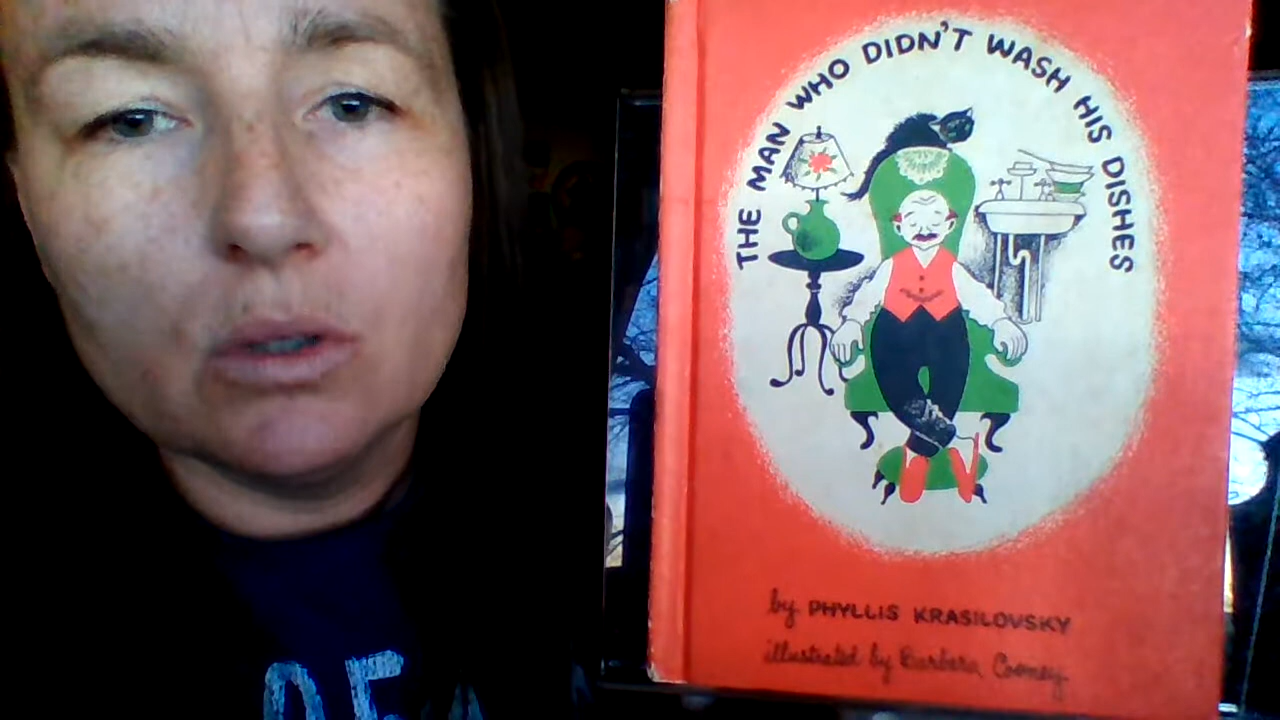 THE MAN WHO DIDN'T WASH HIS DISHES
by PHYLLIS KRASILOVSKY
illustrated by Barbara Cooney